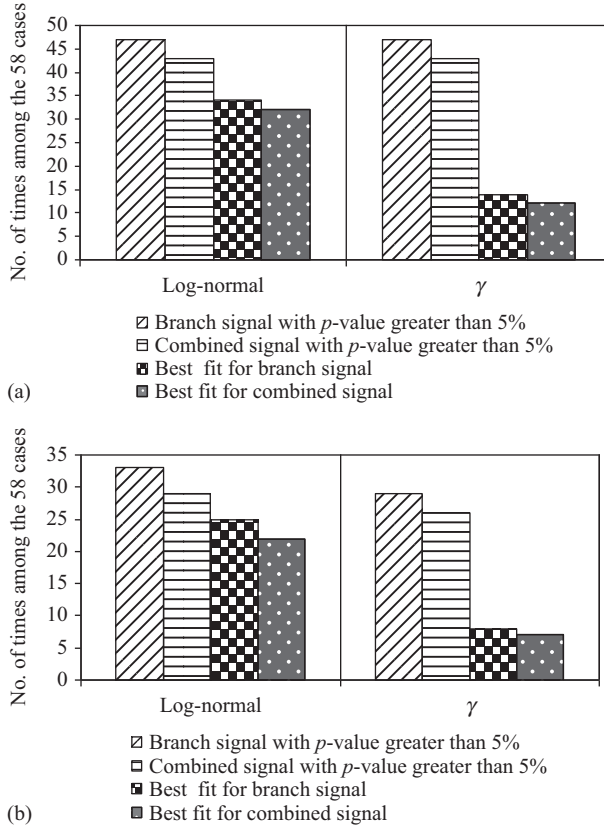 No. of times among the 58 cases
50
45
40
35
30
25
20
15
10
5
0
Log-normal
γ
Branch signal with p-value greater than 5%
Combined signal with p-value greater than 5%
Best fit for branch signal
Best fit for combined signal
(a)
No. of times among the 58 cases
35
30
25
20
15
10
5
0
Log-normal
γ
Branch signal with p-value greater than 5%
Combined signal with p-value greater than 5%
Best fit for branch signal
Best fit for combined signal
(b)